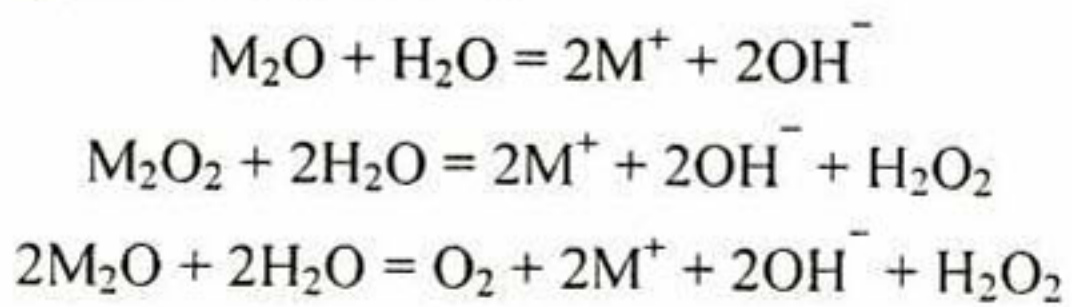 M₂O + H₂O = 2M⁺ + 2OH⁻
M₂O₂ + 2H₂O = 2M⁺ + 2OH⁻ + H₂O₂
2M₂O + 2H₂O = O₂ + 2M⁺ + 2OH⁻ + H₂O₂